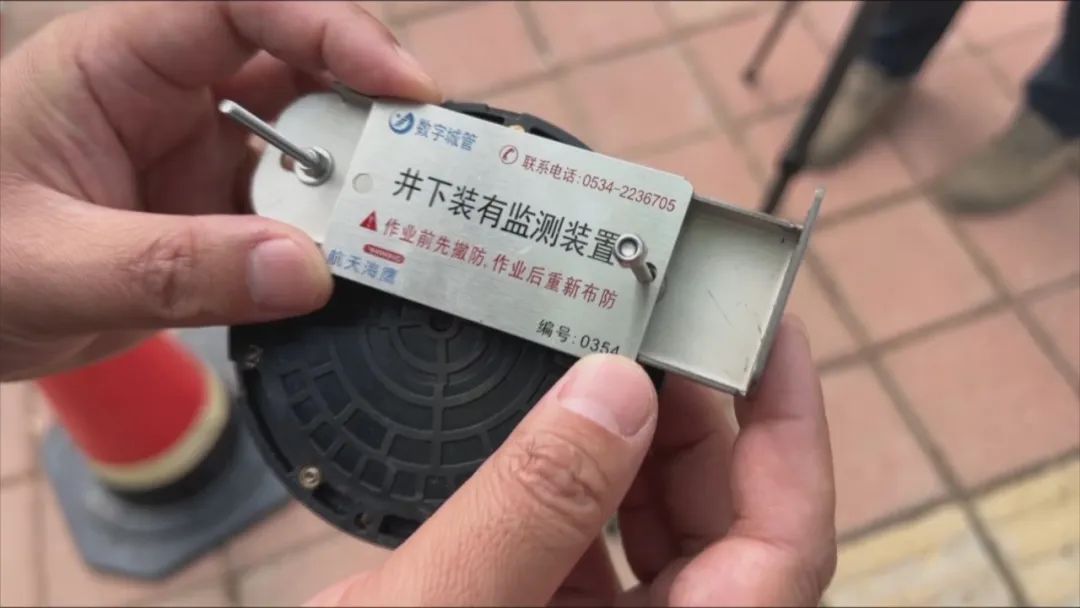 数字城管
联系电话:0534-2236705
井下装有监测装置
作业前先撤防,作业后重新布防
WARNING
航天海鹰
编号:0354